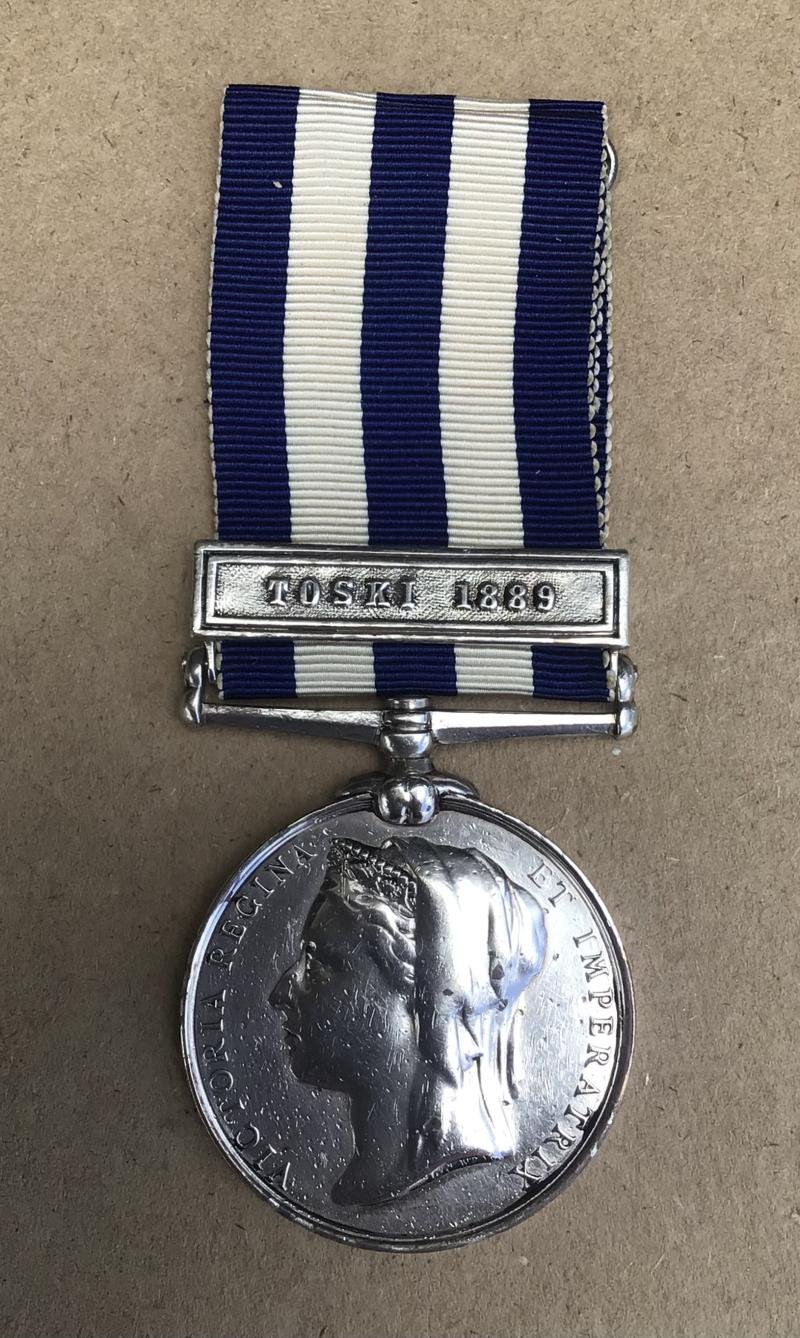 TOSKI 1889
VICTORIA REGINA
ET IMPERATRIX